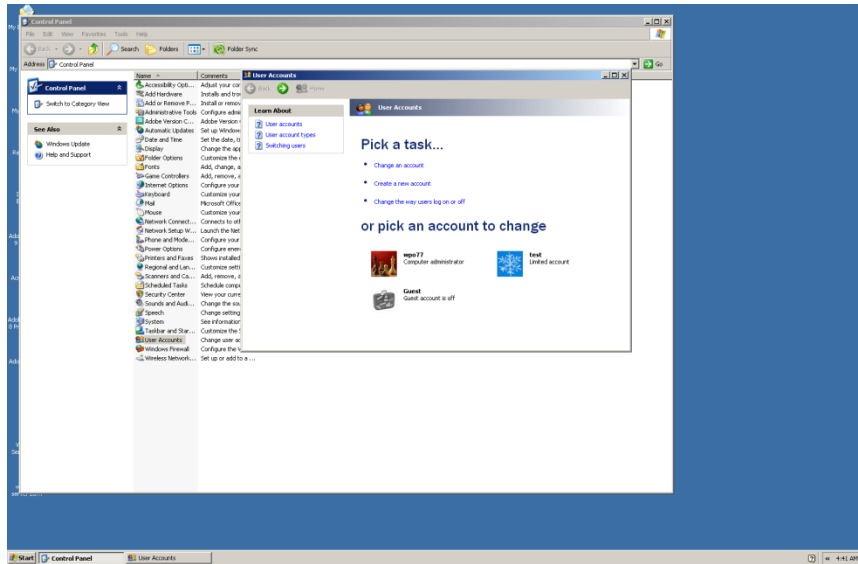 Control Panel
File Edit View Favorites Tools Help
Back Search Folders Folder Sync
Address Control Panel Go
Control Panel
Switch to Category View
See Also
Windows Update
Help and Support
Name Comments
Accessibility Opti... Adjust your com
Add Hardware Installs and tro
Add or Remove P... Install or remov
Administrative Tools Configure admi
Adobe Version C... Adobe Version
Automatic Updates Set up Window
Date and Time Set the date, ti
Display Change the app
Folder Options Customize the
Fonts Add, change, a
Game Controllers Add, remove, a
Internet Options Configure your
Keyboard Customize your
Mail Microsoft Office
Mouse Customize your
Network Connect... Connects to ot
Network Setup W... Launch the Net
Phone and Mode... Configure your
Power Options Configure ener
Printers and Faxes Shows installed
Regional and Lan... Customize setti
Scanners and Ca... Add, remove, a
Scheduled Tasks Schedule compu
Security Center View your curre
Sounds and Audi... Change the sou
Speech Change setting
System See information
Taskbar and Star... Customize the
User Accounts Change user ac
Windows Firewall Configure the
Wireless Network... Set up or add to a ...
User Accounts
Back Home
Learn About
User accounts
User account types
Switching users
User Accounts
Pick a task...
Change an account
Create a new account
Change the way users log on or off
or pick an account to change
wpo77
Computer administrator
test
Limited account
Guest
Guest account is off
Start Control Panel User Accounts 4:41 AM